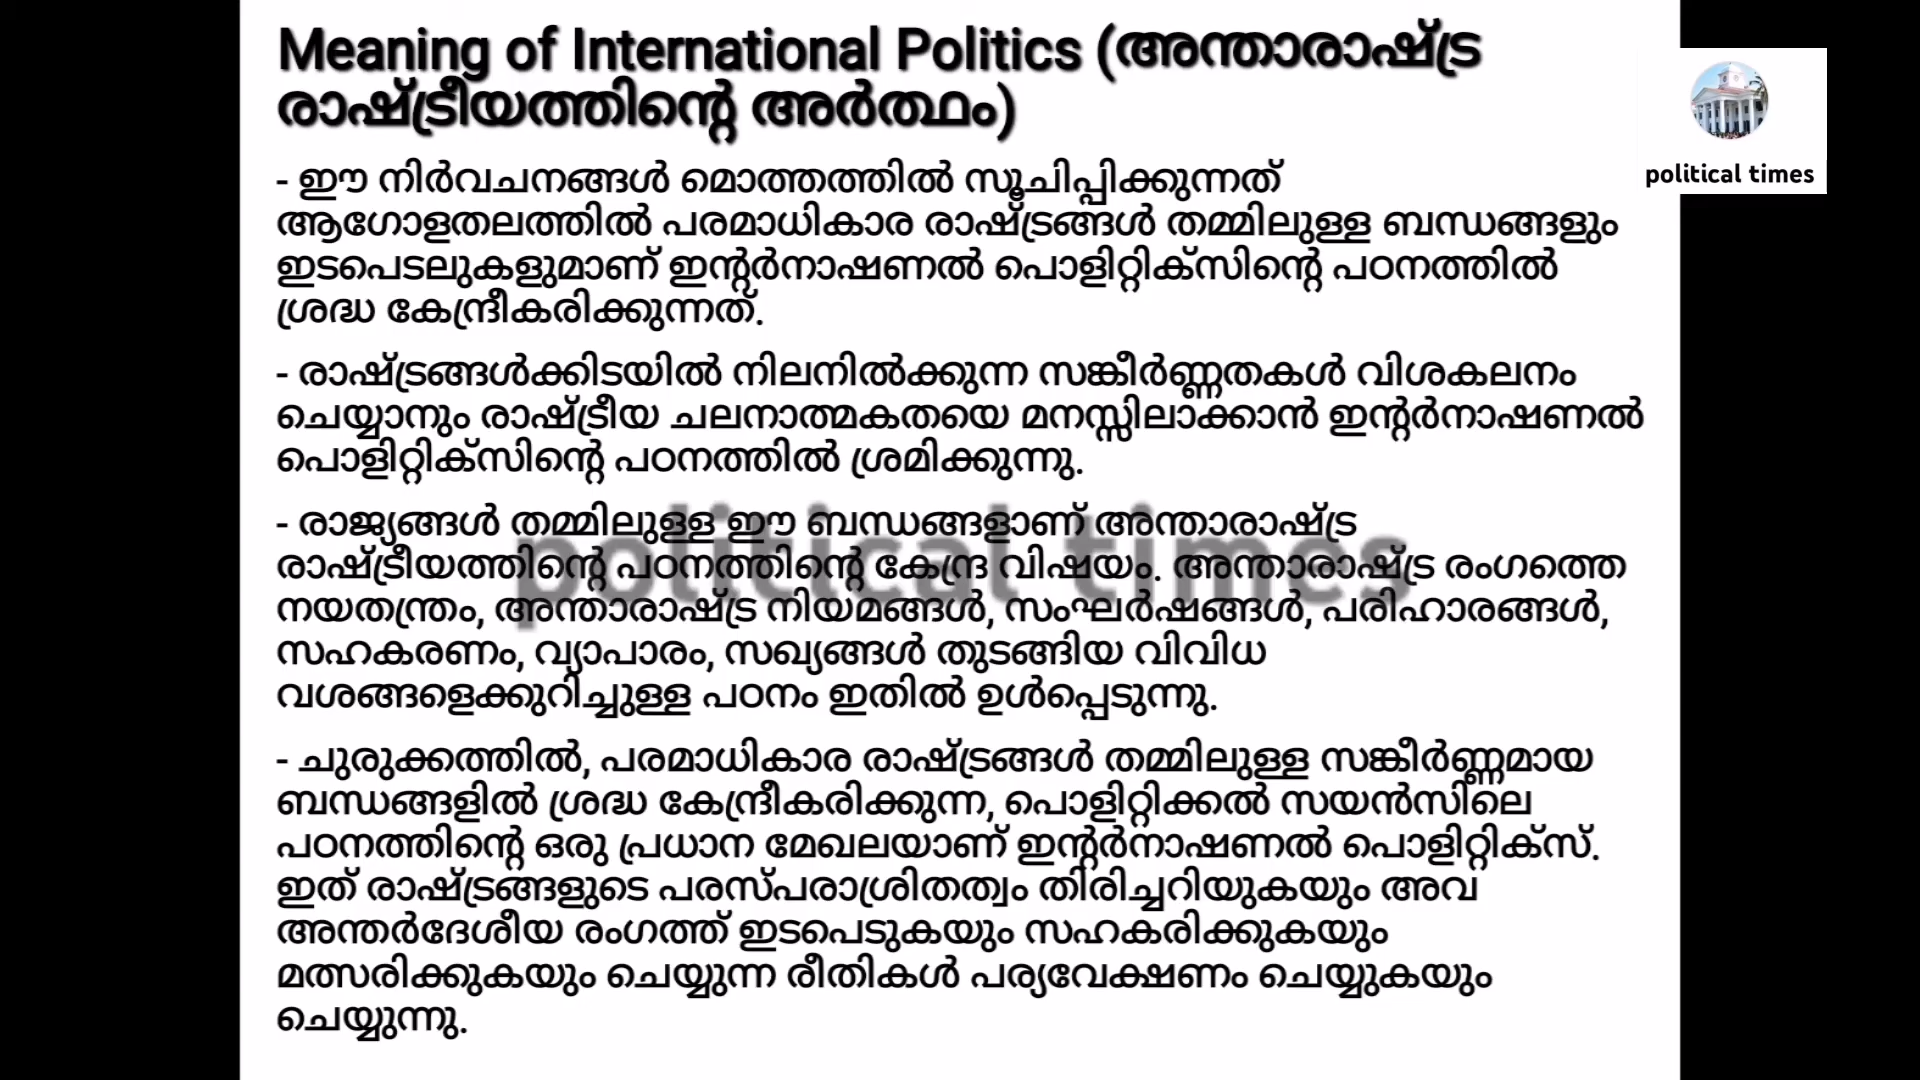 Meaning of International Politics (അന്താരാഷ്ട്ര
രാഷ്ട്രീയത്തിന്റെ അർത്ഥം)
political times
- ഈ നിർവചനങ്ങൾ മൊത്തത്തിൽ സൂചിപ്പിക്കുന്നത്
ആഗോളതലത്തിൽ പരമാധികാര രാഷ്ട്രങ്ങൾ തമ്മിലുള്ള ബന്ധങ്ങളും
ഇടപെടലുകളുമാണ് ഇന്റർനാഷണൽ പൊളിറ്റിക്സിന്റെ പഠനത്തിൽ
ശ്രദ്ധ കേന്ദ്രീകരിക്കുന്നത്.
- രാഷ്ട്രങ്ങൾക്കിടയിൽ നിലനിൽക്കുന്ന സങ്കീർണ്ണതകൾ വിശകലനം
ചെയ്യാനും രാഷ്ട്രീയ ചലനാത്മകതയെ മനസ്സിലാക്കാൻ ഇന്റർനാഷണൽ
പൊളിറ്റിക്സിന്റെ പഠനത്തിൽ ശ്രമിക്കുന്നു.
- രാജ്യങ്ങൾ തമ്മിലുള്ള ഈ ബന്ധങ്ങളാണ് അന്താരാഷ്ട്ര
രാഷ്ട്രീയത്തിന്റെ പഠനത്തിന്റെ കേന്ദ്ര വിഷയം. അന്താരാഷ്ട്ര രംഗത്തെ
നയതന്ത്രം, അന്താരാഷ്ട്ര നിയമങ്ങൾ, സംഘർഷങ്ങൾ, പരിഹാരങ്ങൾ,
സഹകരണം, വ്യാപാരം, സഖ്യങ്ങൾ തുടങ്ങിയ വിവിധ
വശങ്ങളെക്കുറിച്ചുള്ള പഠനം ഇതിൽ ഉൾപ്പെടുന്നു.
political times
- ചുരുക്കത്തിൽ, പരമാധികാര രാഷ്ട്രങ്ങൾ തമ്മിലുള്ള സങ്കീർണ്ണമായ
ബന്ധങ്ങളിൽ ശ്രദ്ധ കേന്ദ്രീകരിക്കുന്ന, പൊളിറ്റിക്കൽ സയൻസിലെ
പഠനത്തിന്റെ ഒരു പ്രധാന മേഖലയാണ് ഇന്റർനാഷണൽ പൊളിറ്റിക്സ്.
ഇത് രാഷ്ട്രങ്ങളുടെ പരസ്പരാശ്രിതത്വം തിരിച്ചറിയുകയും അവ
അന്തർദേശീയ രംഗത്ത് ഇടപെടുകയും സഹകരിക്കുകയും
മത്സരിക്കുകയും ചെയ്യുന്ന രീതികൾ പര്യവേക്ഷണം ചെയ്യുകയും
ചെയ്യുന്നു.